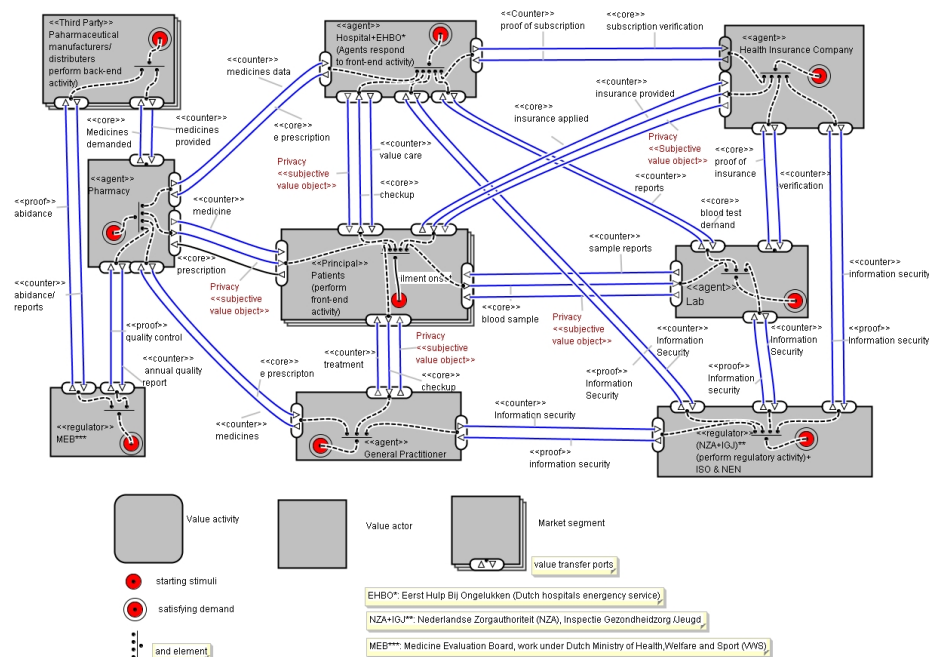 <<Third Party>>
Paharmaceutical
manufacturers/
distributers
perform back-end
activity)
<<agent>>
Hospital+EHBO*
(Agents respond
to front-end activity)
<<Counter>>
proof of subscription
<<core>>
subscription verification
<<agent>>
Health Insurance Company
<<counter>>
medicines data
<<core>>
e prescription
<<core>>
Medicines
demanded
<<counter>>
medicines
provided
<<counter>>
insurance provided
<<core>>
insurance applied
Privacy
<<Subjective
value object>>
Privacy
<<subjective
value object>>
<<counter>>
value care
<<core>>
checkup
<<counter>>
reports
<<core>>
proof of
insurance
<<counter>>
verification
<<agent>>
Pharmacy
<<proof>>
abidance
<<counter>>
medicine
<<core>>
blood test
demand
<<counter>>
sample reports
<<core>>
prescription
<<Principal>>
Patients
(perform
front-end
activity)
ilment onse
<<agent>>
Lab
<<counter>>
information security
<<counter>>
abidance/
reports
Privacy
<<subjective
value object>>
<<core>>
blood sample
Privacy
<<subjective
value object>>
<<proof>>
quality control
<<counter>>
annual quality
report
<<counter>>
Information
Security
<<counter>>
Information
Security
<<proof>>
Information security
<<counter>>
treatment
Privacy
<<subjective
value object>>
<<core>>
checkup
<<core>>
e prescripton
<<proof>>
Information
Security
<<proof>>
Information
security
<<counter>>
medicines
<<regulator>>
MEB***
<<agent>>
General Practitioner
<<counter>>
Information security
<<proof>>
information security
<<regulator>>
(NZA+IGJ)**
(perform regulatory activity)+
ISO & NEN
Value activity
Value actor
Market segment
value transfer ports
starting stimuli
satisfying demand
and element
EHBO*: Eerst Hulp Bij Ongelukken (Dutch hospitals energency service)
NZA+IGJ**: Nederlandse Zorgauthoriteit (NZA), Inspectie Gezondheidzorg /Jeugd
MEB***: Medicine Evaluation Board, work under Dutch Ministry of Health,Welfare and Sport (VWS)